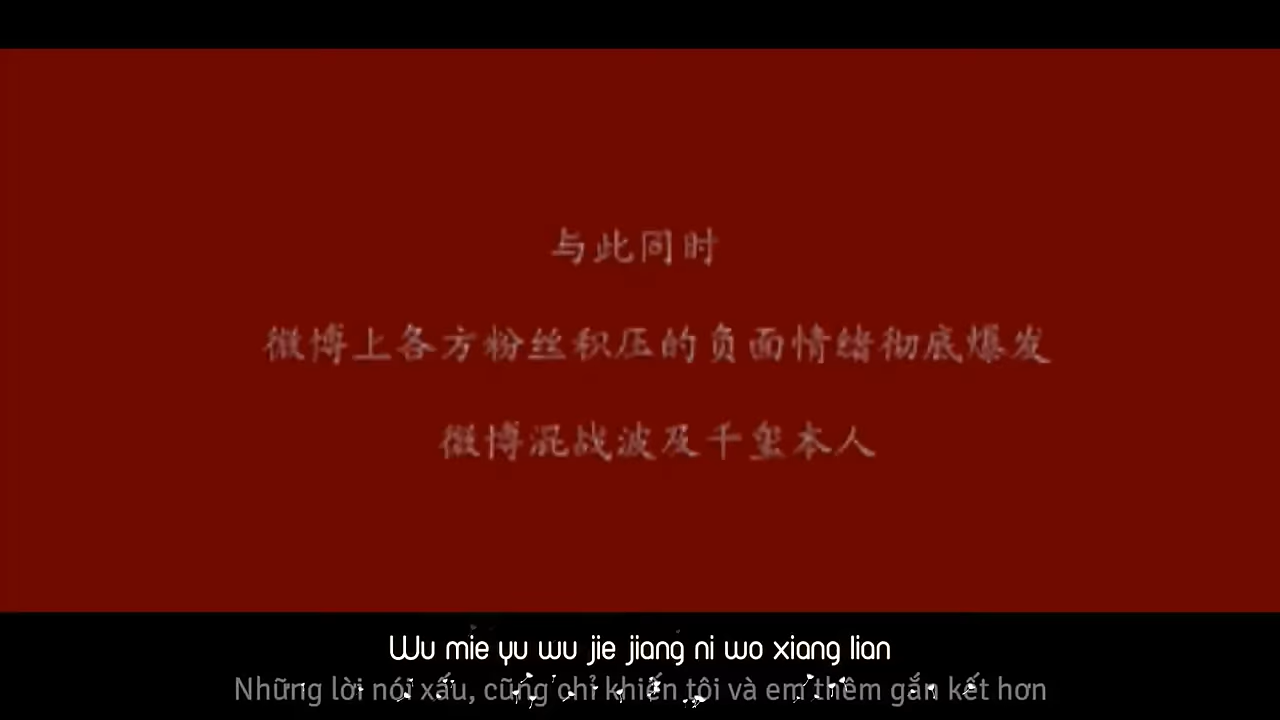 与此同时
微博上各方粉丝积压的负面情绪彻底爆发
微博混战波及千玺本人
Wu mie yu wu jie jiang ni wo xiang lian
Những lời nói xấu, cũng chỉ khiến tôi và em thêm gắn kết hơn